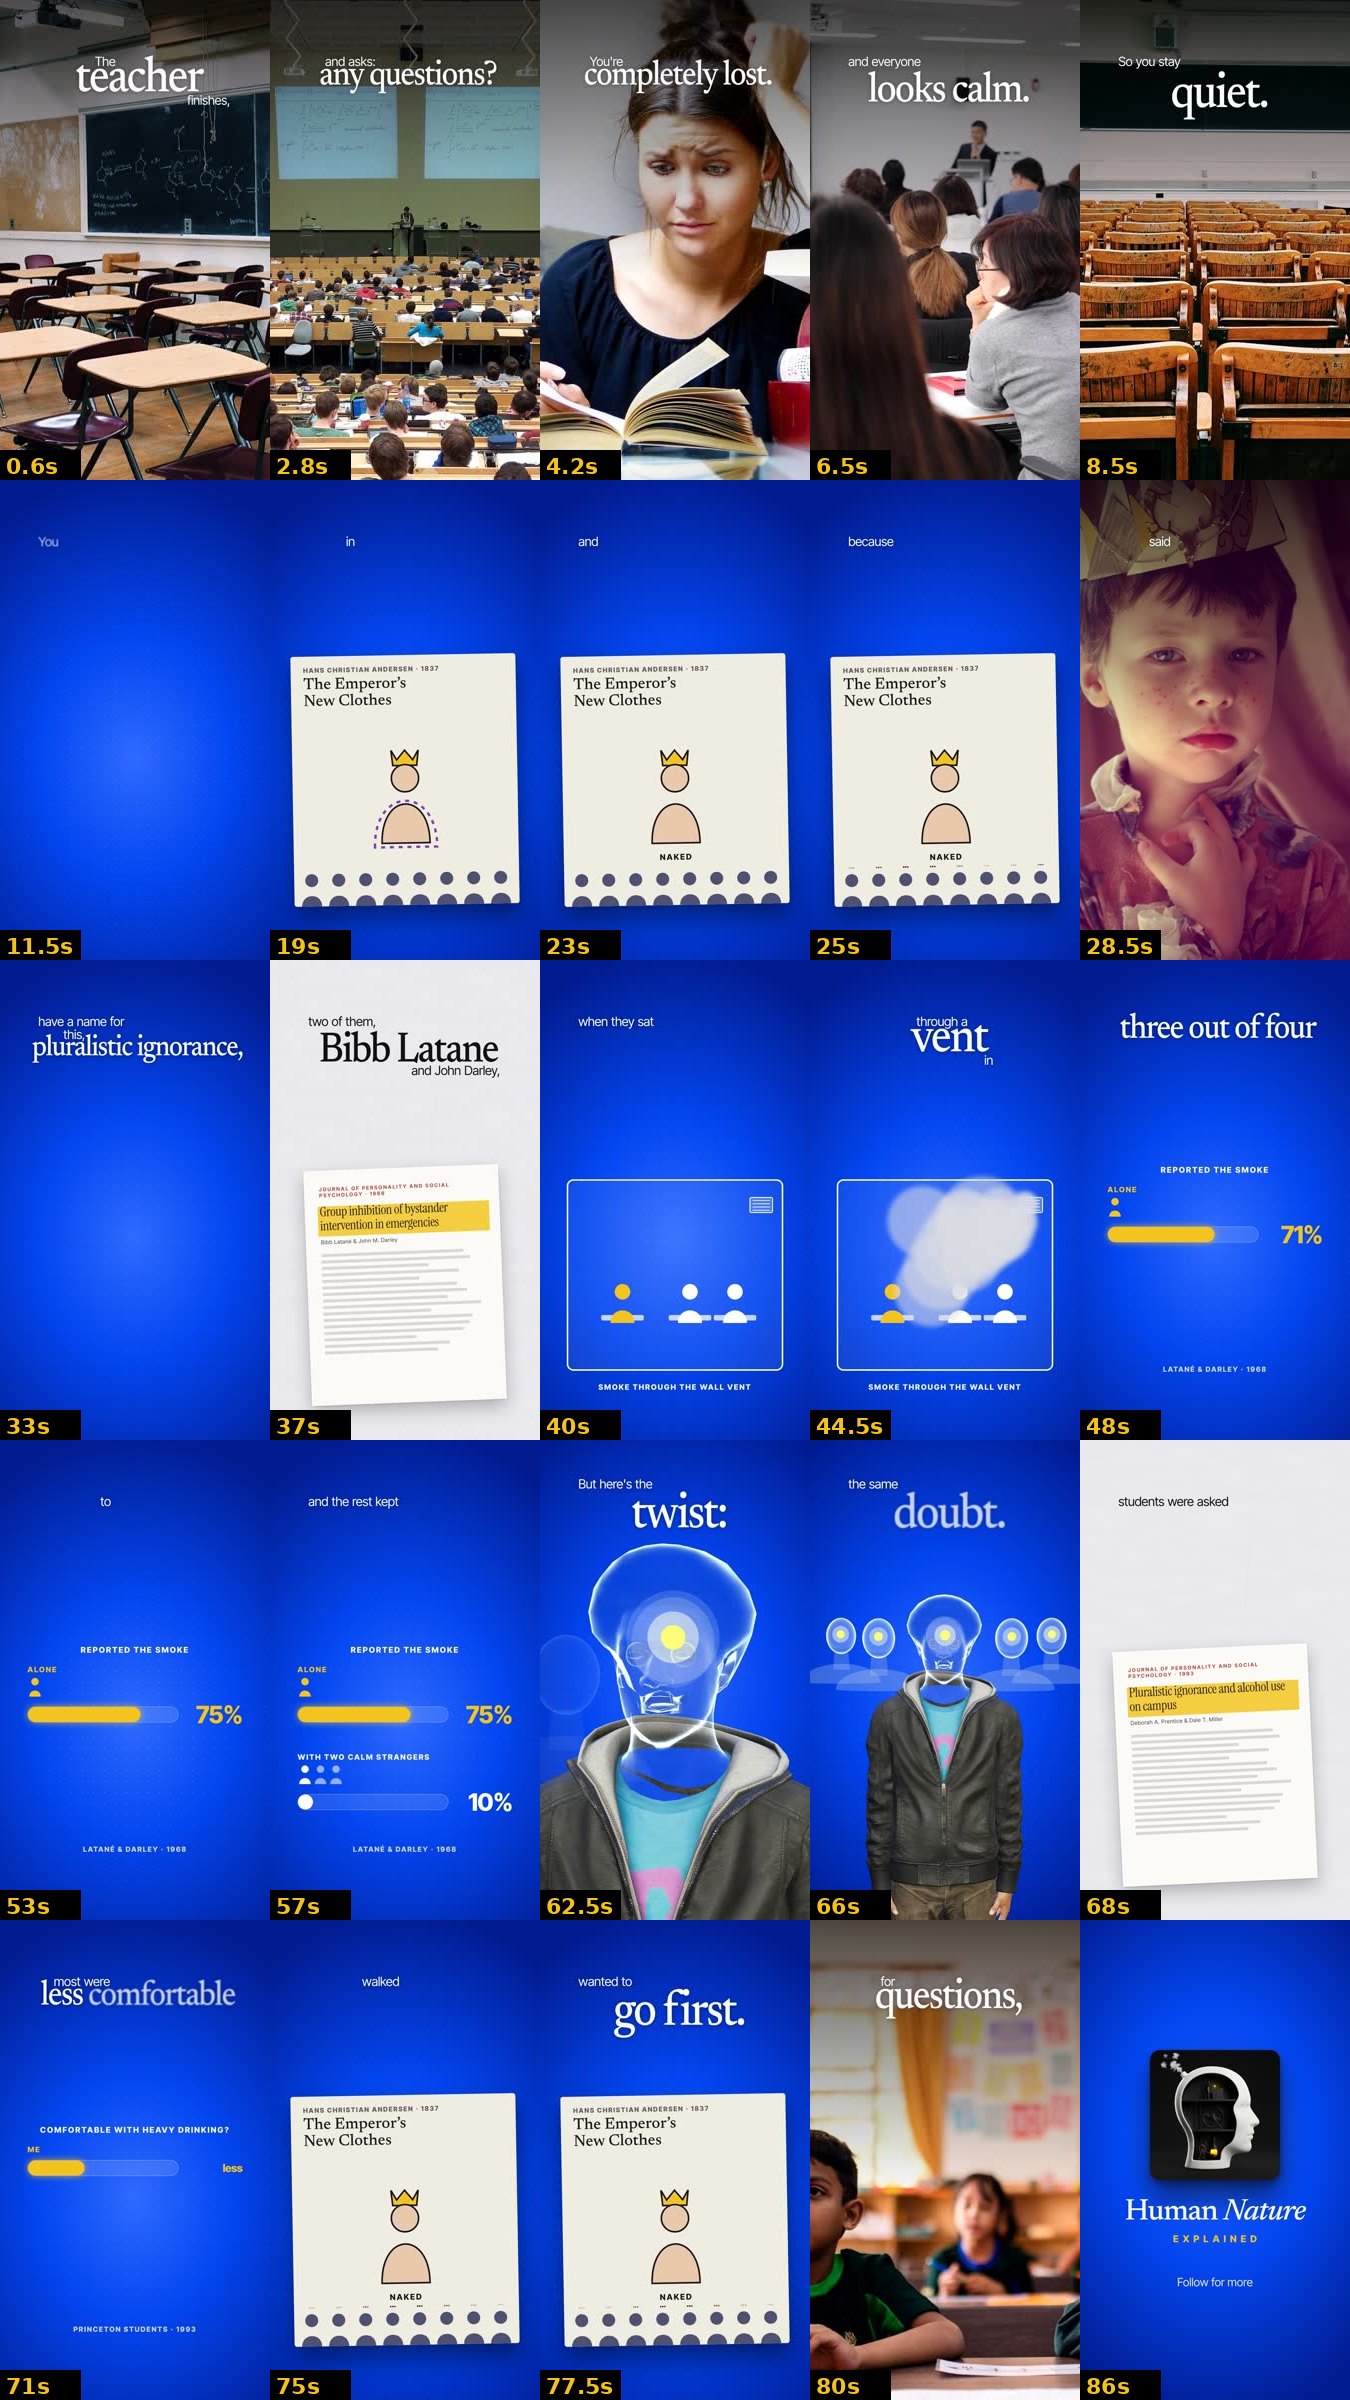 The
teacher
finishes,
0.6s
and asks:
any questions?
2.8s
You're
completely lost.
4.2s
and everyone
looks calm.
6.5s
So you stay
quiet.
8.5s
You
11.5s
in
HANS CHRISTIAN ANDERSEN · 1837
The Emperor's
New Clothes
19s
and
HANS CHRISTIAN ANDERSEN · 1837
The Emperor's
New Clothes
NAKED
23s
because
HANS CHRISTIAN ANDERSEN · 1837
The Emperor's
New Clothes
NAKED
25s
said
28.5s
have a name for
this,
pluralistic ignorance,
33s
two of them,
Bibb Latane
and John Darley,
JOURNAL OF PERSONALITY AND SOCIAL
PSYCHOLOGY · 1968
Group inhibition of bystander
intervention in emergencies
Bibb Latané & John M. Darley
37s
when they sat
SMOKE THROUGH THE WALL VENT
40s
through a
vent
in
SMOKE THROUGH THE WALL VENT
44.5s
three out of four
REPORTED THE SMOKE
ALONE
71%
LATANÉ & DARLEY · 1968
48s
to
REPORTED THE SMOKE
ALONE
75%
LATANÉ & DARLEY · 1968
53s
and the rest kept
REPORTED THE SMOKE
ALONE
75%
WITH TWO CALM STRANGERS
10%
LATANÉ & DARLEY · 1968
57s
But here's the
twist:
62.5s
the same
doubt.
66s
students were asked
JOURNAL OF PERSONALITY AND SOCIAL
PSYCHOLOGY · 1993
Pluralistic ignorance and alcohol use
on campus
Deborah A. Prentice & Dale T. Miller
68s
most were
less comfortable
COMFORTABLE WITH HEAVY DRINKING?
ME
less
PRINCETON STUDENTS · 1993
71s
walked
HANS CHRISTIAN ANDERSEN · 1837
The Emperor's
New Clothes
NAKED
75s
wanted to
go first.
HANS CHRISTIAN ANDERSEN · 1837
The Emperor's
New Clothes
NAKED
77.5s
for
questions,
80s
Human Nature
EXPLAINED
Follow for more
86s